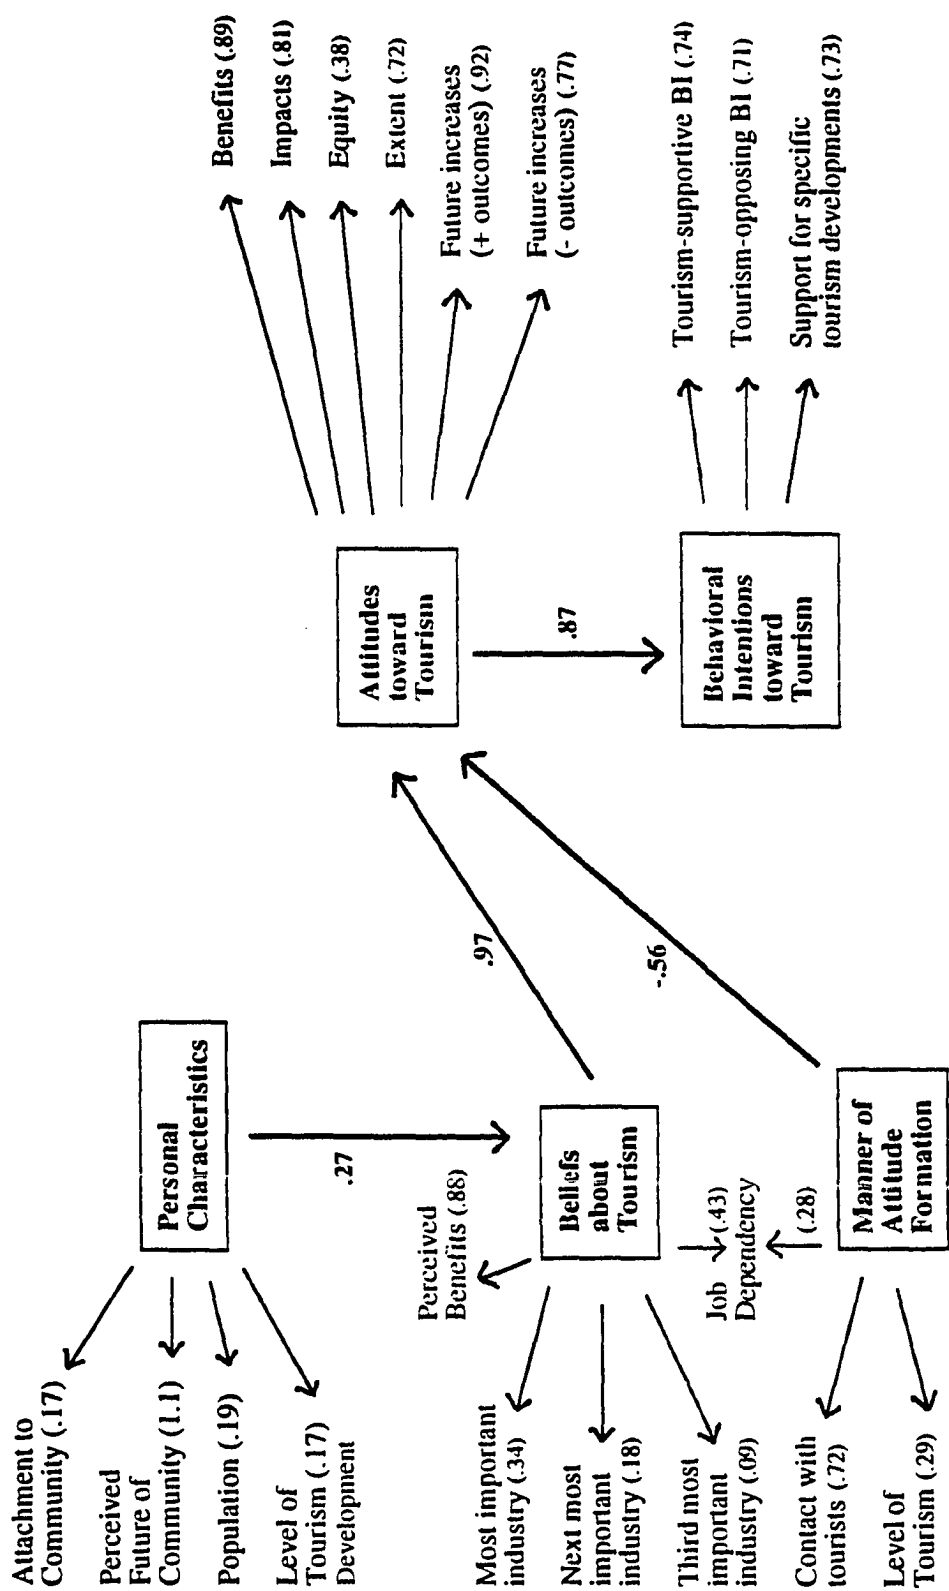 Attachment to
Community (.17)
Perceived
Future of
Community (1.1)
Population (.19)
Level of
Tourism (.17)
Development
Personal
Characteristics
.27
Perceived
Benefits (.88)
Most important
industry (.34)
Next most
important
industry (.18)
Third most
important
industry (.09)
Beliefs
about
Tourism
Job
(.43)
Dependency
(.28)
Contact with
tourists (.72)
Level of
Tourism (.29)
Manner of
Attitude
Formation
.97
-.56
Attitudes
toward
Tourism
.87
Behavioral
Intentions
toward
Tourism
Benefits (.89)
Impacts (.81)
Equity (.38)
Extent (.72)
Future increases
(+ outcomes) (.92)
Future increases
(- outcomes) (.77)
Tourism-supportive BI (.74)
Tourism-opposing BI (.71)
Support for specific
tourism developments (.73)